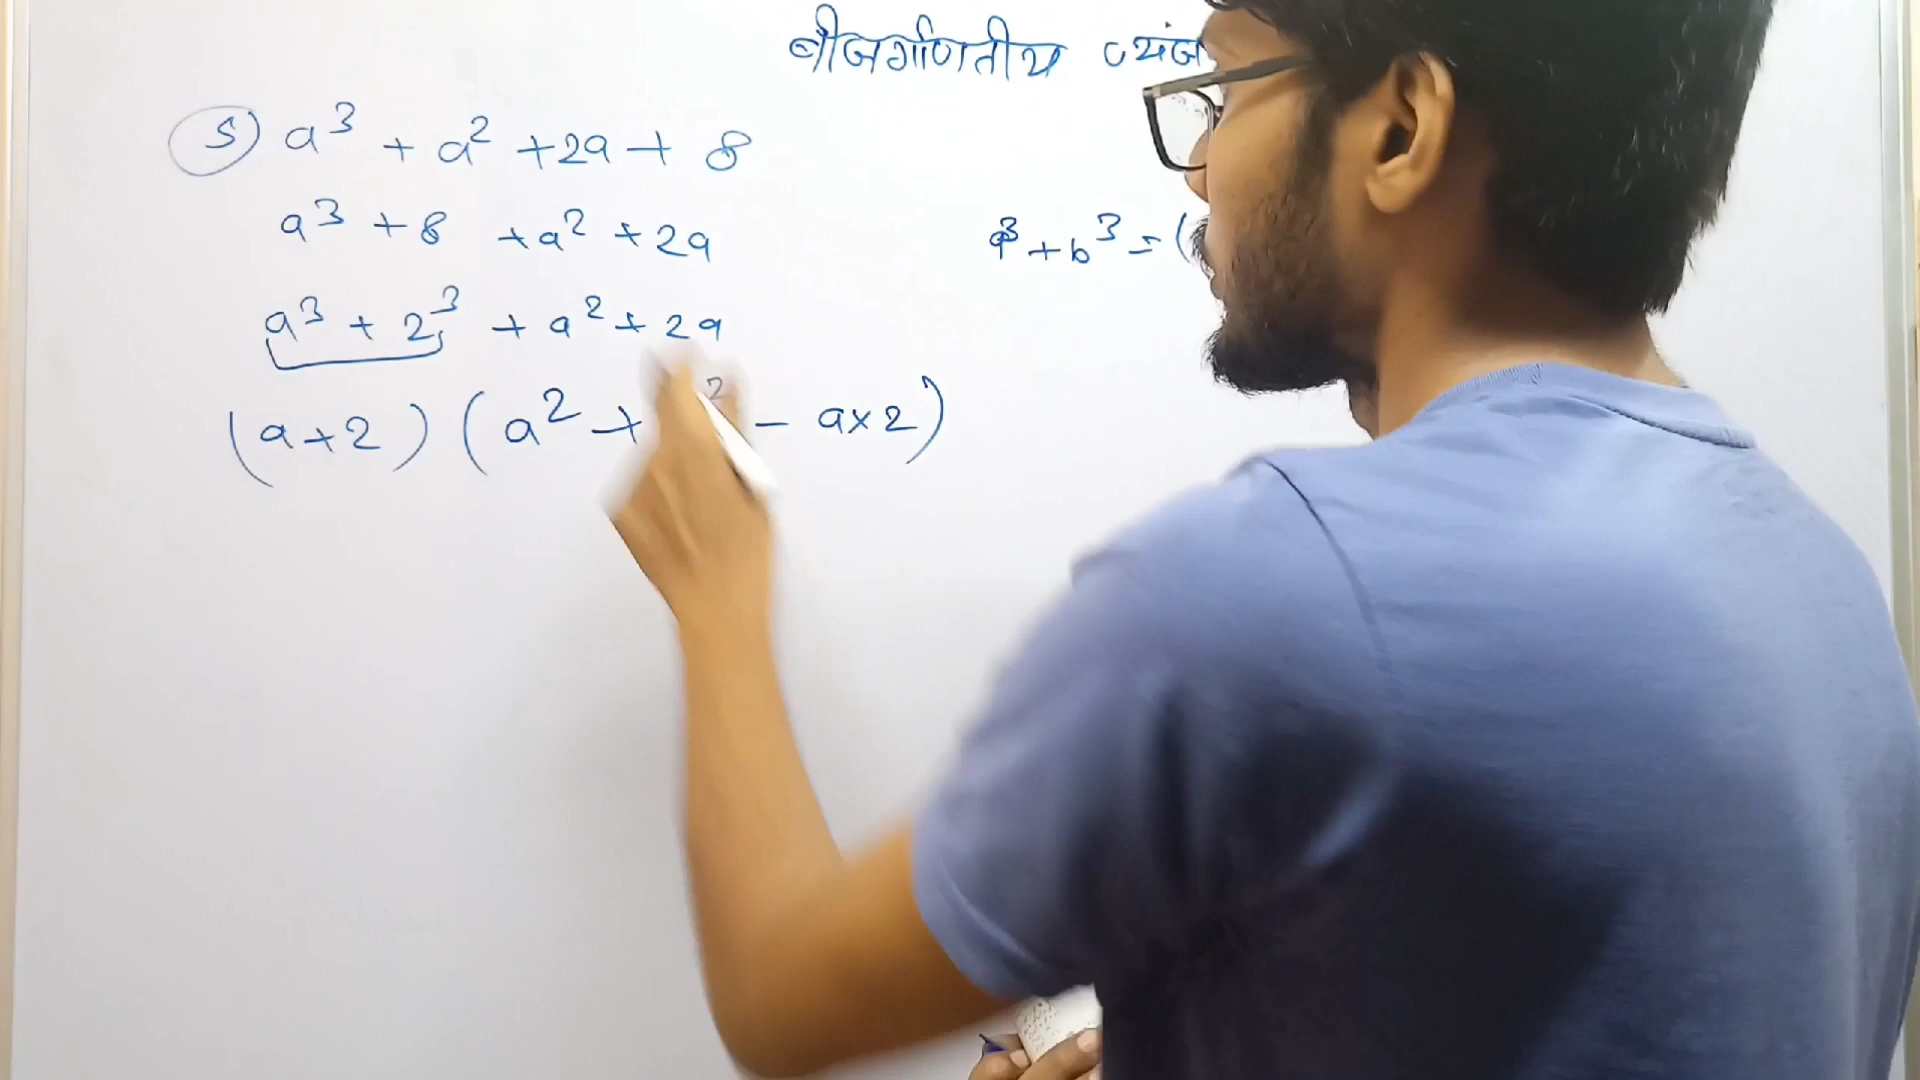 बीजगणितीय व्यंज
5) a³ + a² + 2a + 8
a³ + 8 + a² + 2a
a³ + b³ = (
a³ + 2³ + a² + 2a
(a + 2) (a² + ² - a×2)